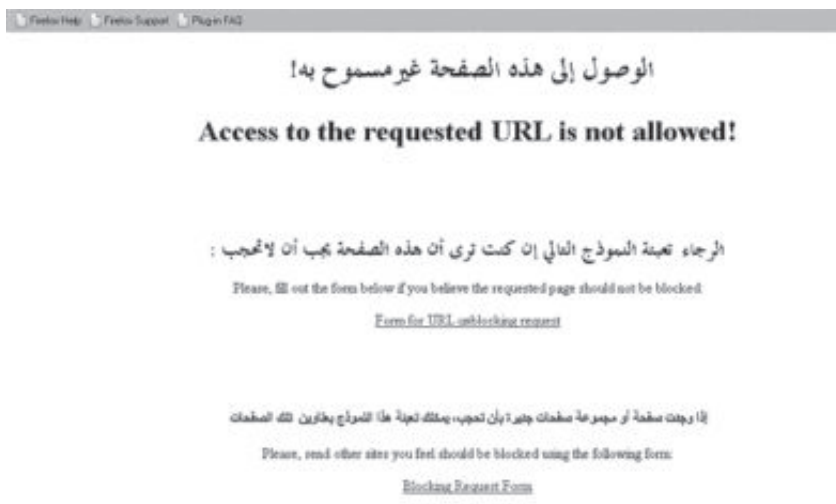 Firefox Help Firefox Support Plug-in FAQ
الوصول إلى هذه الصفحة غير مسموح به!
Access to the requested URL is not allowed!
الرجاء تعبئة النموذج التالي إن كنت ترى أن هذه الصفحة يجب أن لا تحجب :
Please, fill out the form below if you believe the requested page should not be blocked:
Form for URL unblocking request
إذا وجدت صفحة أو مجموعة صفحات جديرة بأن تحجب، يمكنك تعبئة هذا النموذج بعناوين تلك الصفحات
Please, send other sites you feel should be blocked using the following form:
Blocking Request Form